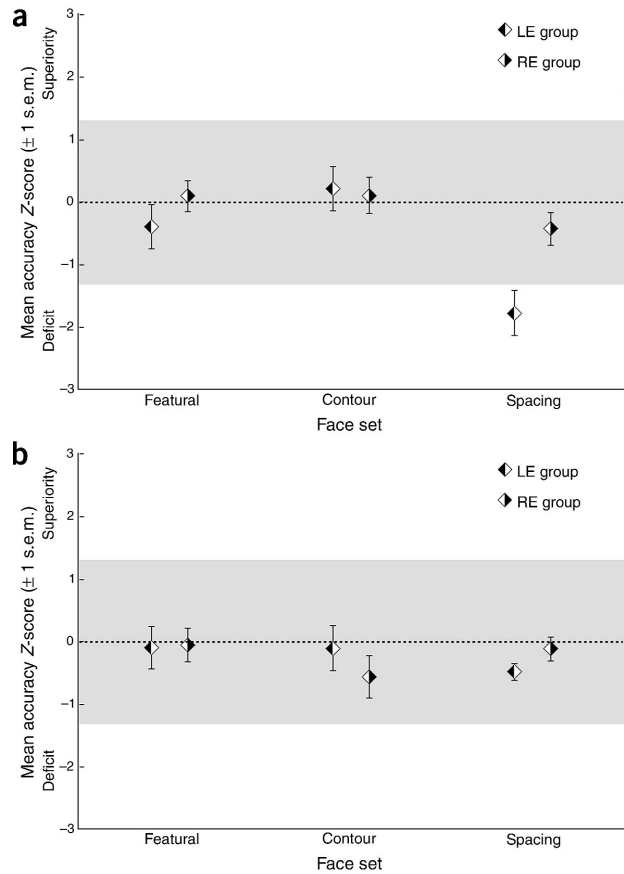 a
3
LE group
RE group
2
1
0
−1
−2
−3
Superiority
Mean accuracy Z-score (± 1 s.e.m.)
Deficit
Featural Contour Spacing
Face set
b
3
LE group
RE group
2
1
0
−1
−2
−3
Superiority
Mean accuracy Z-score (± 1 s.e.m.)
Deficit
Featural Contour Spacing
Face set